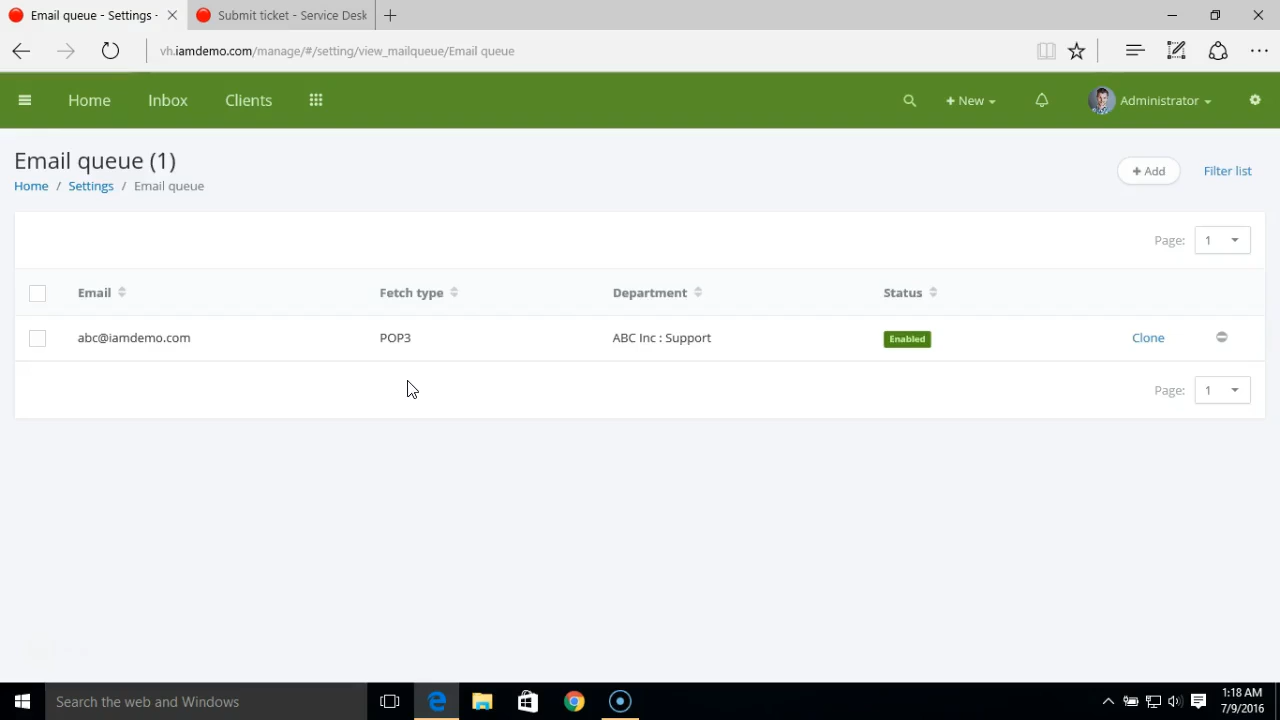 Email queue - Settings -
Submit ticket - Service Desk
vh.iamdemo.com/manage/#/setting/view_mailqueue/Email queue
Home Inbox Clients + New Administrator
Email queue (1)
Home / Settings / Email queue
+ Add Filter list
Page: 1
Email Fetch type Department Status
abc@iamdemo.com POP3 ABC Inc : Support Enabled Clone
Page: 1
Search the web and Windows
1:18 AM
7/9/2016